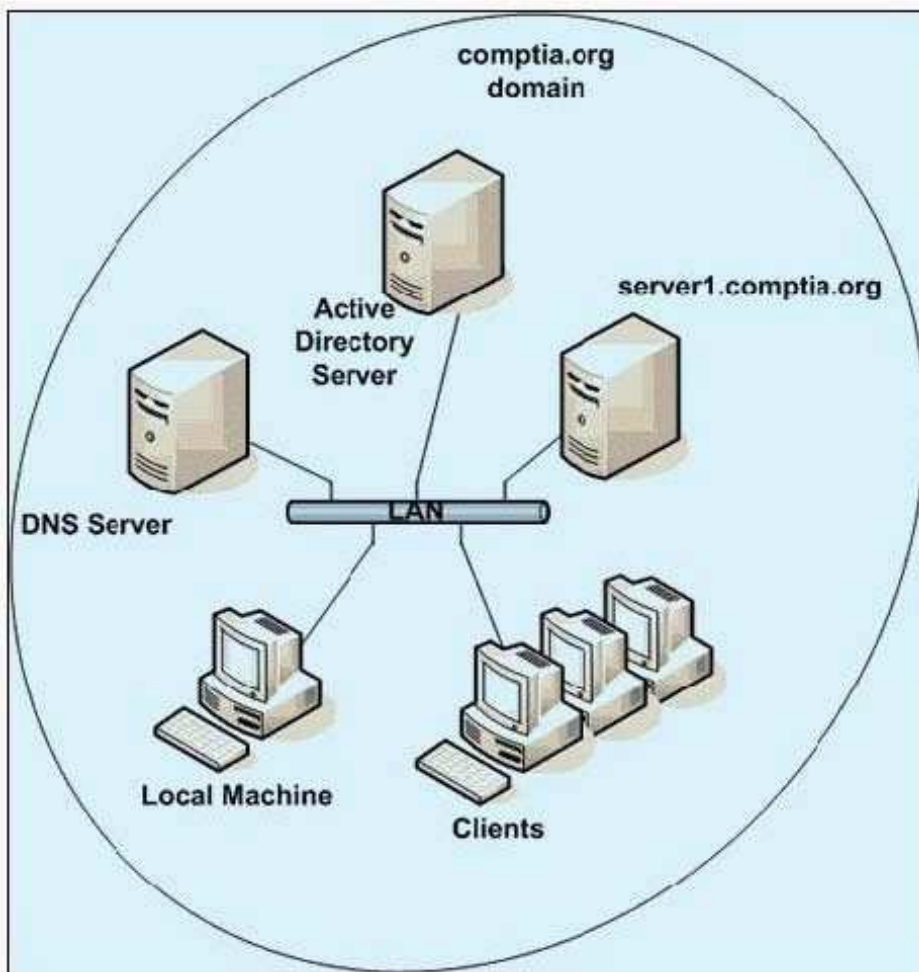 comptia.org
domain
server1.comptia.org
Active
Directory
Server
DNS Server
LAN
Local Machine
Clients